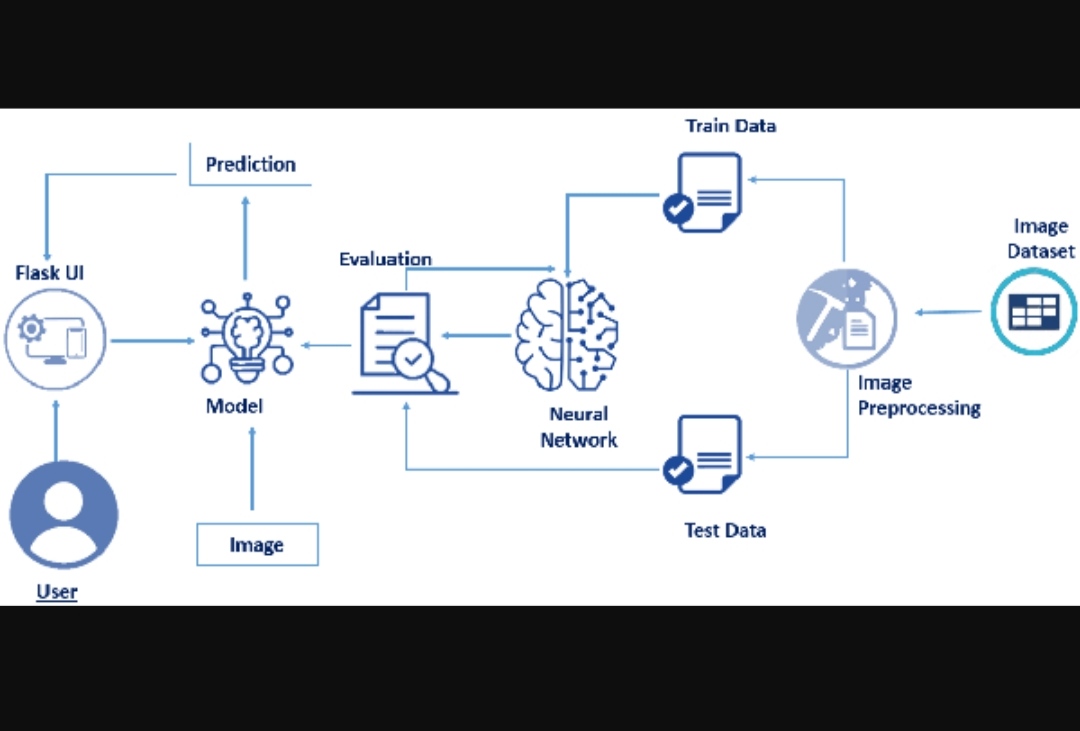 Train Data
Prediction
Image
Dataset
Evaluation
Flask UI
Image
Preprocessing
Model
Neural
Network
Test Data
Image
User